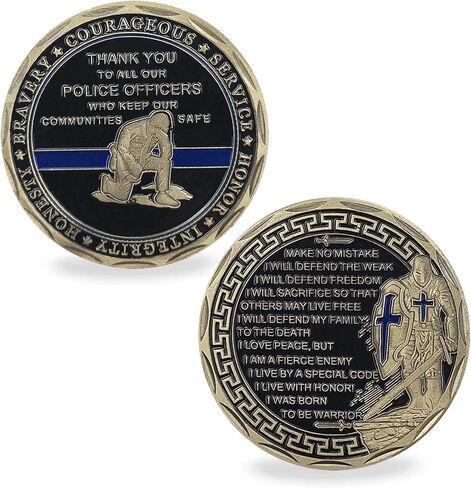 BRAVERY ★ COURAGEOUS ★ SERVICE ★ HONOR ★ INTEGRITY ★ HONESTY ★
THANK YOU
TO ALL OUR
POLICE OFFICERS
WHO KEEP OUR
COMMUNITIES SAFE
MAKE NO MISTAKE
I WILL DEFEND THE WEAK
I WILL DEFEND FREEDOM
I WILL SACRIFICE SO THAT
OTHERS MAY LIVE FREE
I WILL DEFEND MY FAMILY
TO THE DEATH
I LOVE PEACE, BUT
I AM A FIERCE ENEMY
I LIVE BY A SPECIAL CODE
I LIVE WITH HONOR!
I WAS BORN
TO BE WARRIOR